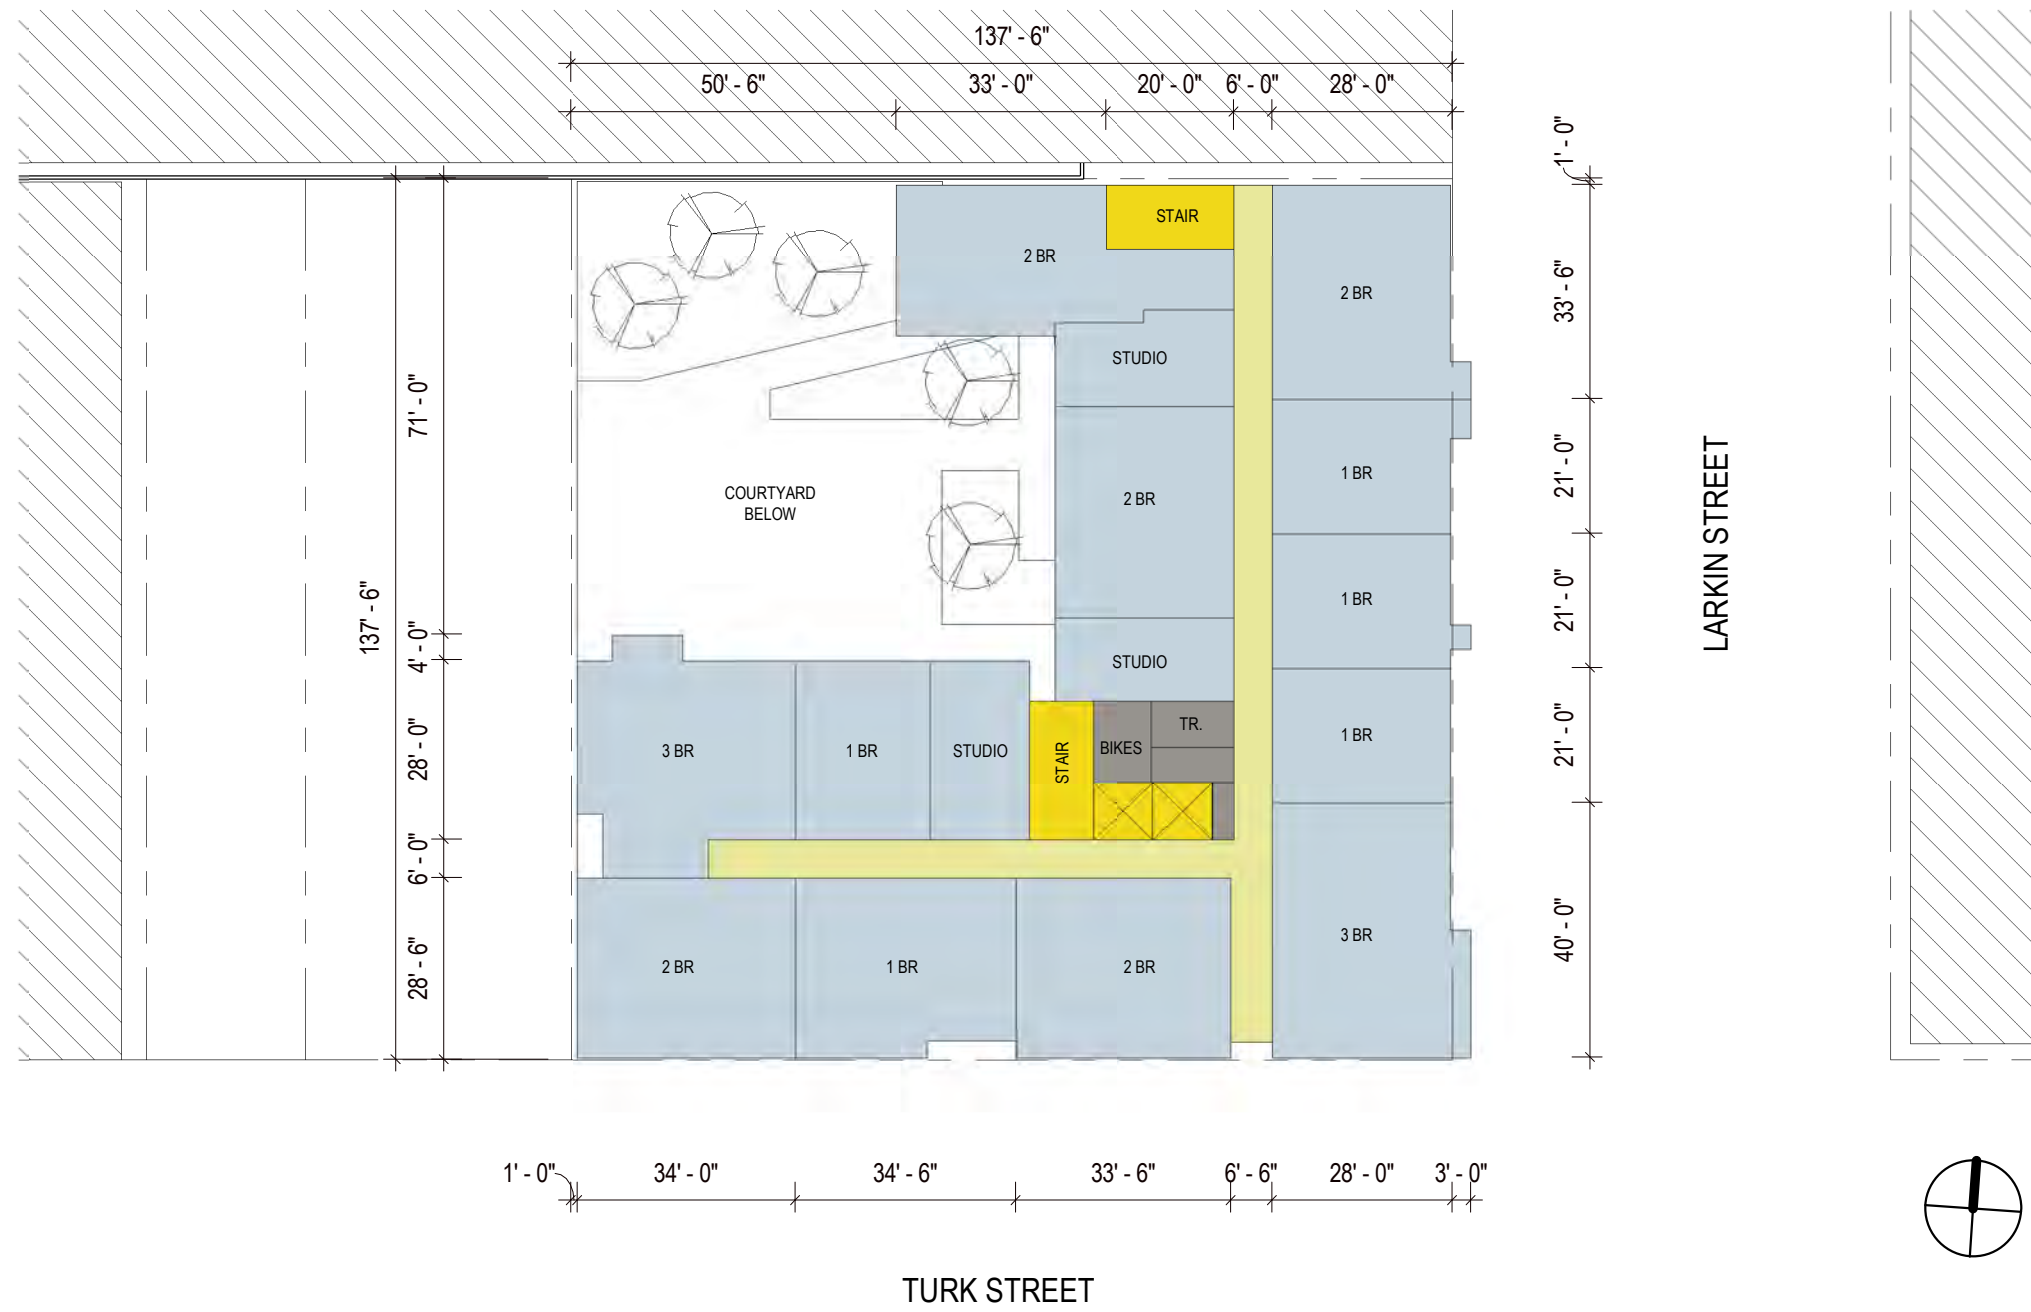 137' - 6"
50' - 6"
33' - 0"
20' - 0"
6' - 0"
28' - 0"
1' - 0"
STAIR
2 BR
2 BR
33' - 6"
STUDIO
71' - 0"
LARKIN STREET
1 BR
21' - 0"
COURTYARD
BELOW
2 BR
137' - 6"
4' - 0"
1 BR
21' - 0"
STUDIO
28' - 0"
3 BR
1 BR
STUDIO
STAIR
BIKES
TR.
1 BR
21' - 0"
6' - 0"
28' - 6"
2 BR
1 BR
2 BR
3 BR
40' - 0"
1' - 0"
34' - 0"
34' - 6"
33' - 6"
6' - 6"
28' - 0"
3' - 0"
TURK STREET